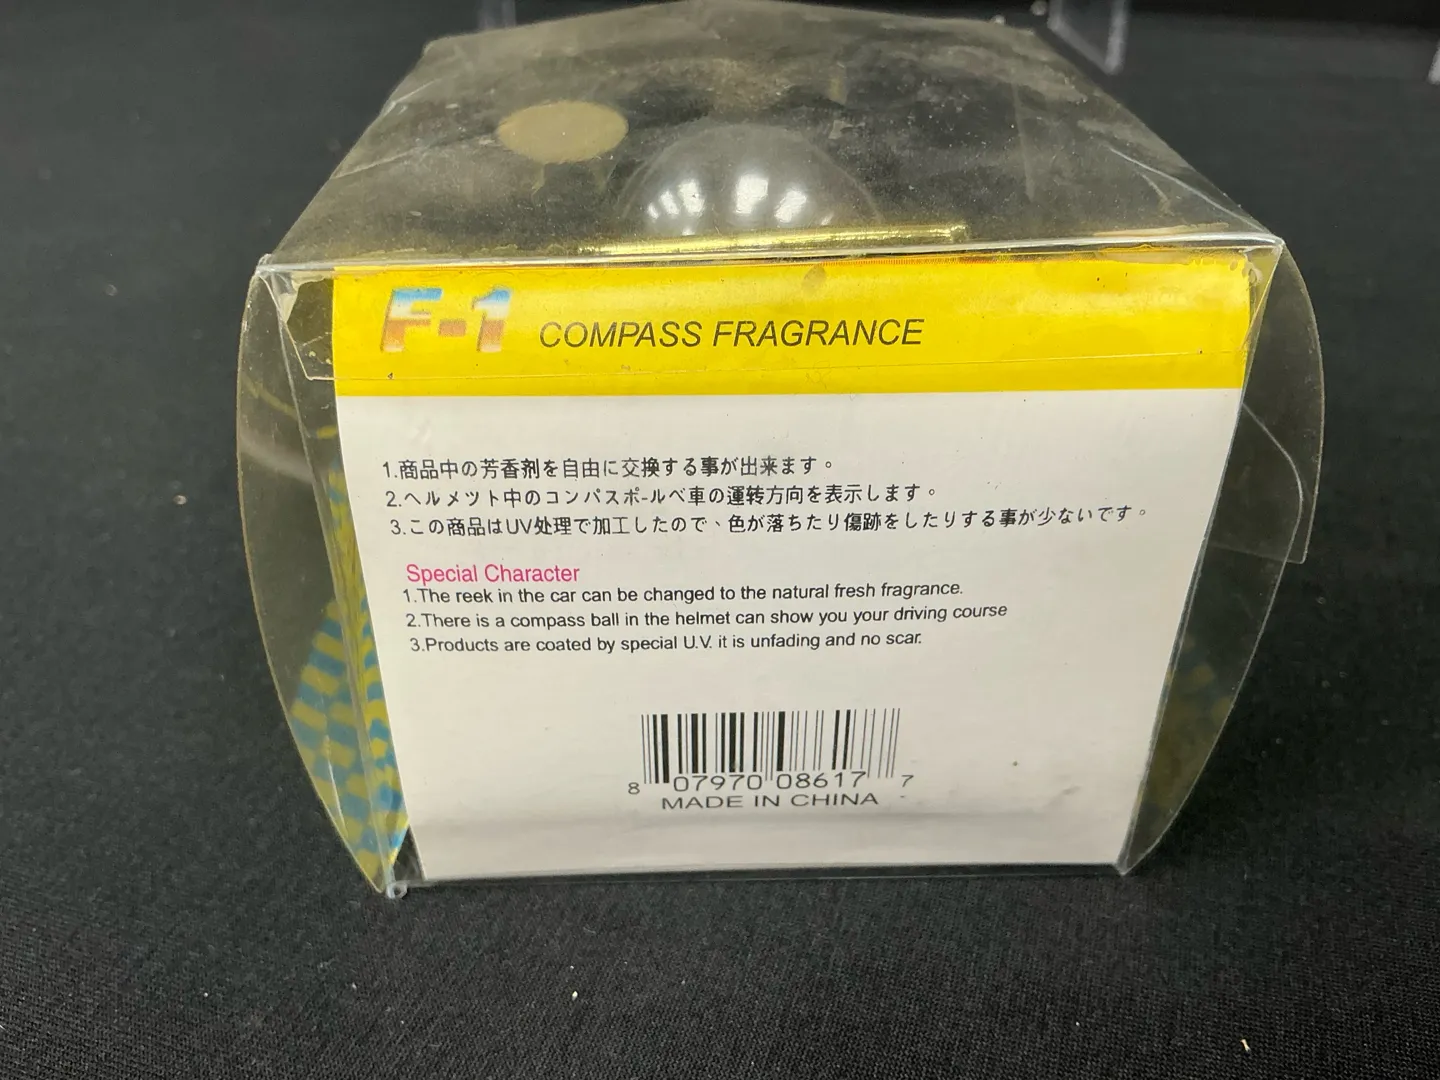 F-1 COMPASS FRAGRANCE
1.商品中の芳香剤を自由に交換する事が出来ます。
2.ヘルメツト中のコンパスポ-ルベ車の運转方向を表示します。
3.この商品はUV处理で加工したので、色が落ちたり傷跡をしたりする事が少ないです。
Special Character
1.The reek in the car can be changed to the natural fresh fragrance.
2.There is a compass ball in the helmet can show you your driving course
3.Products are coated by special U.V. it is unfading and no scar.
8 07970 08617 7
MADE IN CHINA